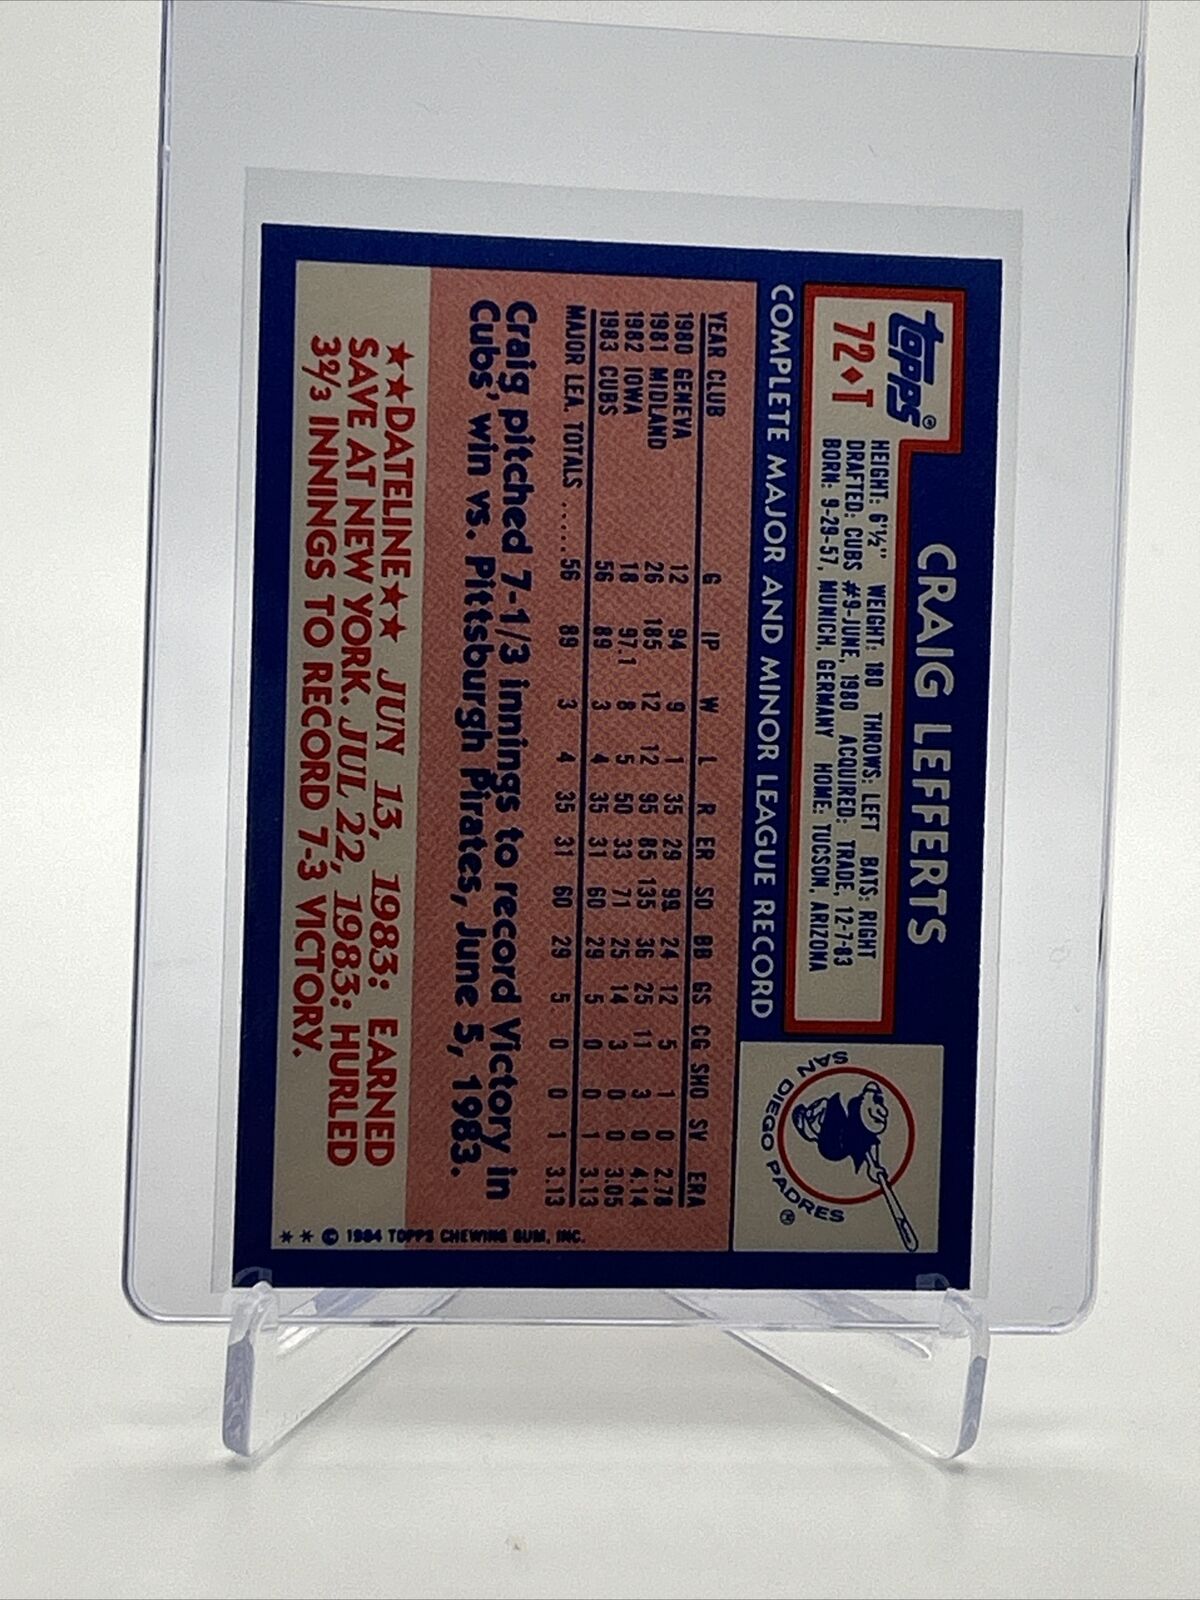 Topps®
72♦T
CRAIG LEFFERTS
HEIGHT: 6'½" WEIGHT: 180 THROWS: LEFT BATS: RIGHT
DRAFTED: CUBS #9-JUNE, 1980 ACQUIRED: TRADE, 12-7-83
BORN: 9-29-57, MUNICH, GERMANY HOME: TUCSON, ARIZONA
COMPLETE MAJOR AND MINOR LEAGUE RECORD
SAN DIEGO PADRES ®
YEAR CLUB G IP W L R ER SO BB GS CG SHO SV ERA
1980 GENEVA 12 94 9 1 35 29 99 24 12 5 1 0 2.78
1981 MIDLAND 26 185 12 12 95 85 135 36 25 11 3 0 4.14
1982 IOWA 18 97.1 8 5 50 33 71 25 14 3 0 0 3.05
1983 CUBS 56 89 3 4 35 31 60 29 5 0 0 1 3.13
MAJOR LEA. TOTALS ..... 56 89 3 4 35 31 60 29 5 0 0 1 3.13
Craig pitched 7-1/3 innings to record Victory in
Cubs' win vs. Pittsburgh Pirates, June 5, 1983.
★★DATELINE★★ JUN 13, 1983: EARNED
SAVE AT NEW YORK. JUL 22, 1983: HURLED
3⅔ INNINGS TO RECORD 7-3 VICTORY.
** © 1984 TOPPS CHEWING GUM, INC.